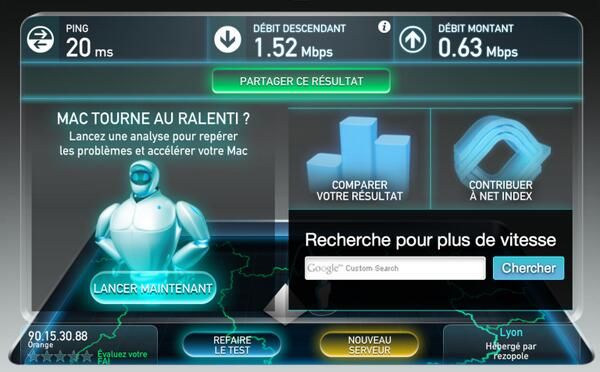 PING
20 ms
DÉBIT DESCENDANT
1.52 Mbps
DÉBIT MONTANT
0.63 Mbps
PARTAGER CE RÉSULTAT
MAC TOURNE AU RALENTI ?
Lancez une analyse pour repérer
les problèmes et accélérer votre Mac
LANCER MAINTENANT
COMPARER
VOTRE RÉSULTAT
CONTRIBUER
À NET INDEX
Recherche pour plus de vitesse
Google™ Custom Search
Chercher
90.15.30.88
Orange
Évaluez votre
FAI
REFAIRE
LE TEST
NOUVEAU
SERVEUR
Lyon
Hébergé par
rezopole